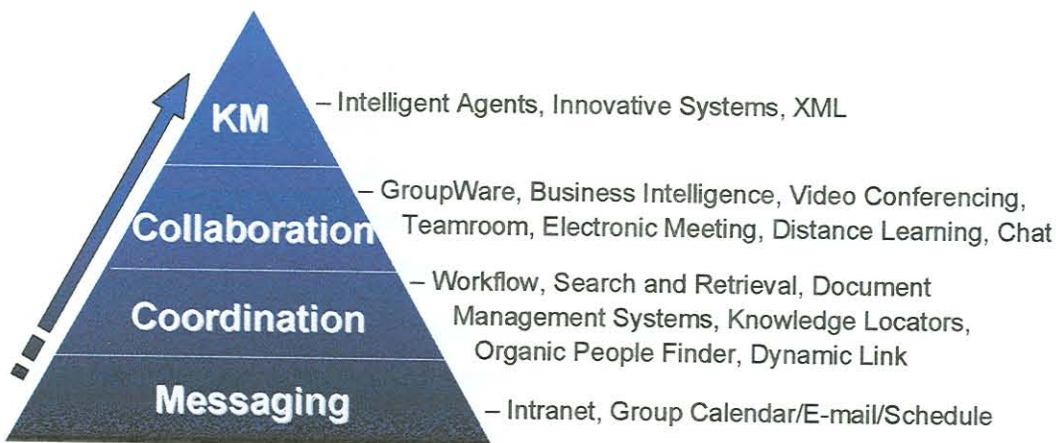 KM
– Intelligent Agents, Innovative Systems, XML
Collaboration
– GroupWare, Business Intelligence, Video Conferencing,
Teamroom, Electronic Meeting, Distance Learning, Chat
Coordination
– Workflow, Search and Retrieval, Document
Management Systems, Knowledge Locators,
Organic People Finder, Dynamic Link
Messaging
– Intranet, Group Calendar/E-mail/Schedule